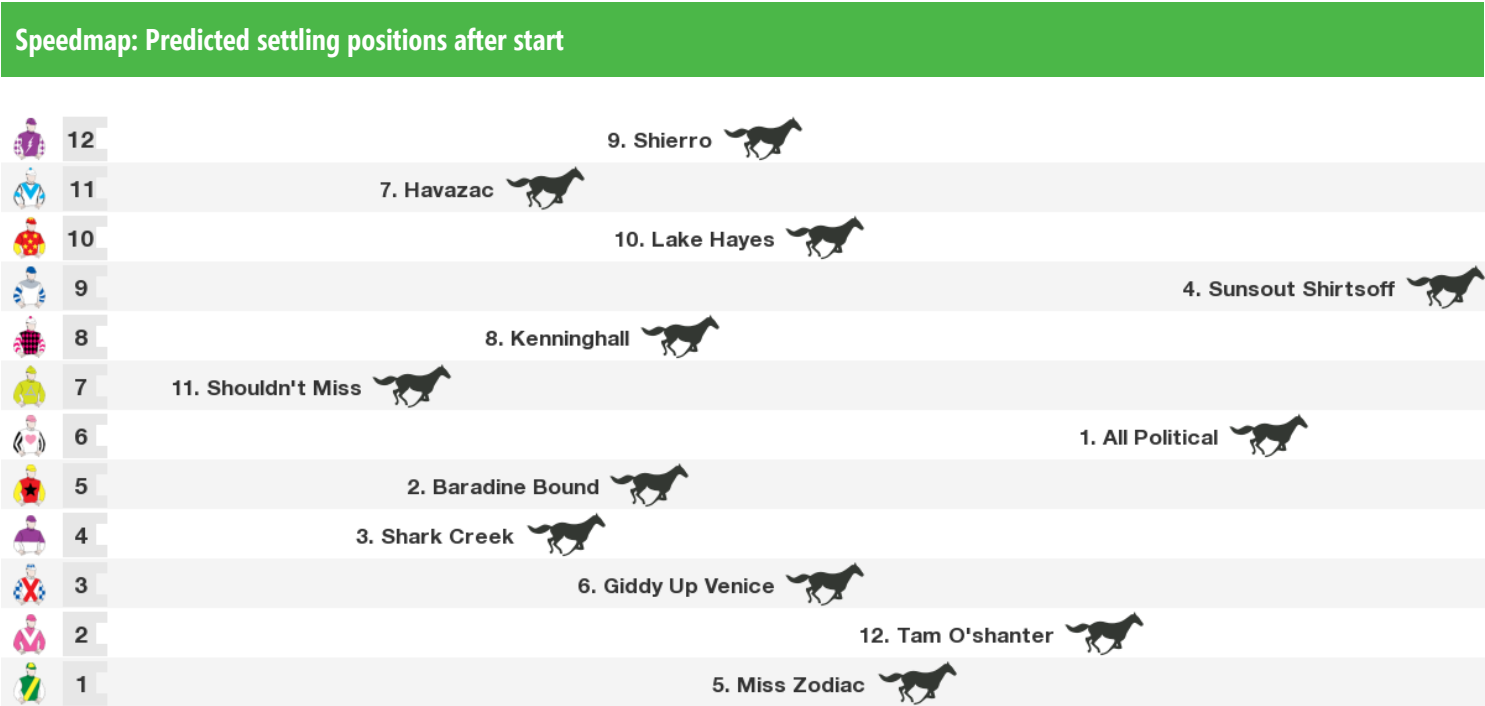 Speedmap: Predicted settling positions after start
12 9. Shierro
11 7. Havazac
10 10. Lake Hayes
9 4. Sunsout Shirtsoff
8 8. Kenninghall
7 11. Shouldn't Miss
6 1. All Political
5 2. Baradine Bound
4 3. Shark Creek
3 6. Giddy Up Venice
2 12. Tam O'shanter
1 5. Miss Zodiac